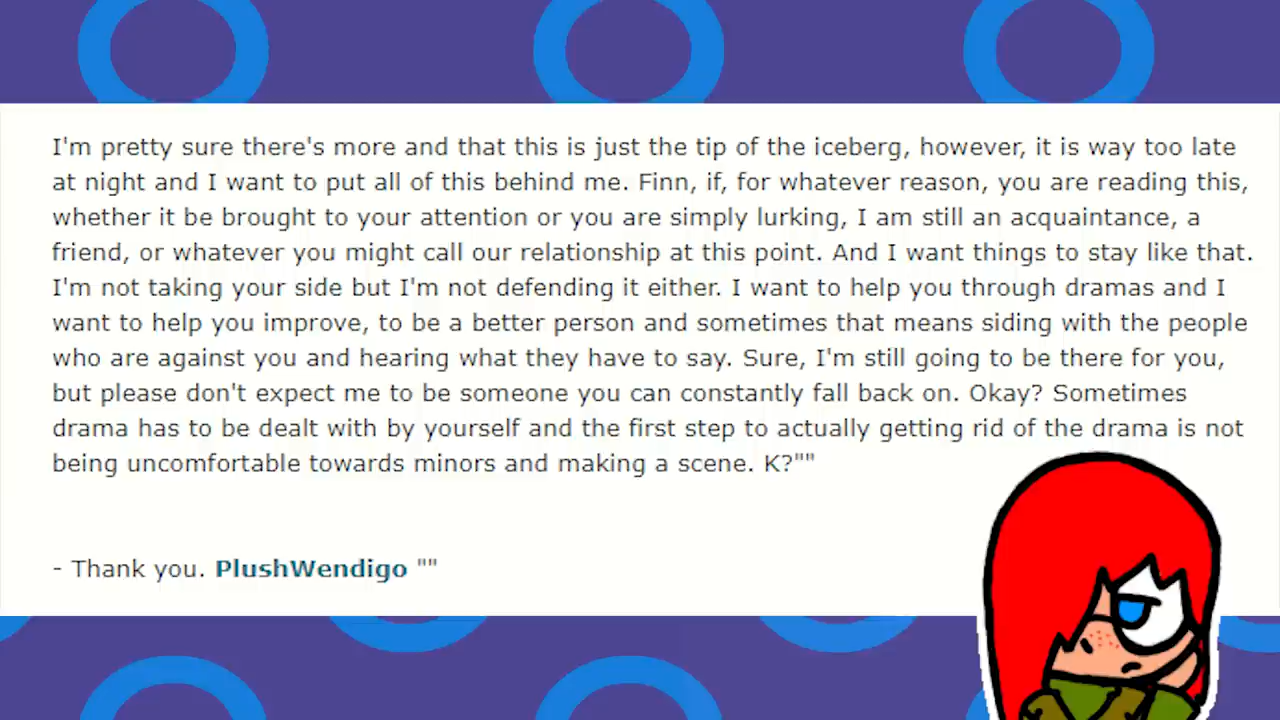 I'm pretty sure there's more and that this is just the tip of the iceberg, however, it is way too late
at night and I want to put all of this behind me. Finn, if, for whatever reason, you are reading this,
whether it be brought to your attention or you are simply lurking, I am still an acquaintance, a
friend, or whatever you might call our relationship at this point. And I want things to stay like that.
I'm not taking your side but I'm not defending it either. I want to help you through dramas and I
want to help you improve, to be a better person and sometimes that means siding with the people
who are against you and hearing what they have to say. Sure, I'm still going to be there for you,
but please don't expect me to be someone you can constantly fall back on. Okay? Sometimes
drama has to be dealt with by yourself and the first step to actually getting rid of the drama is not
being uncomfortable towards minors and making a scene. K?""
- Thank you. PlushWendigo ""